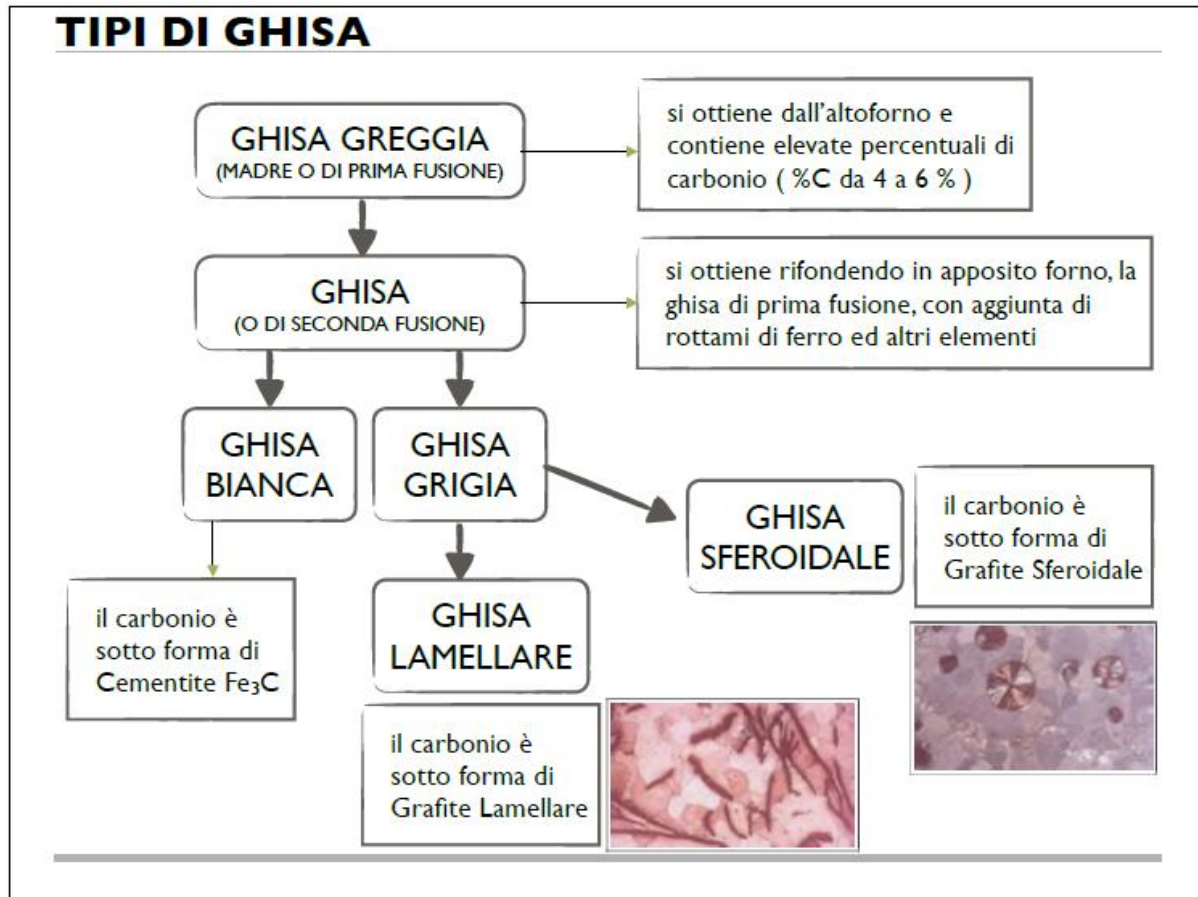 TIPI DI GHISA
GHISA GREGGIA
(MADRE O DI PRIMA FUSIONE)
si ottiene dall'altoforno e
contiene elevate percentuali di
carbonio ( %C da 4 a 6 % )
GHISA
(O DI SECONDA FUSIONE)
si ottiene rifondendo in apposito forno, la
ghisa di prima fusione, con aggiunta di
rottami di ferro ed altri elementi
GHISA
BIANCA
GHISA
GRIGIA
GHISA
SFEROIDALE
il carbonio è
sotto forma di
Grafite Sferoidale
il carbonio è
sotto forma di
Cementite Fe₃C
GHISA
LAMELLARE
il carbonio è
sotto forma di
Grafite Lamellare